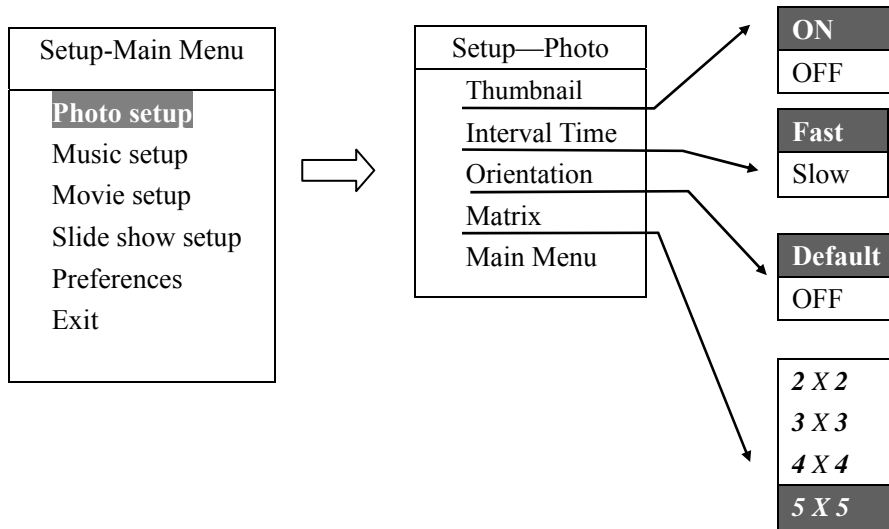 Setup-Main Menu
Photo setup
Music setup
Movie setup
Slide show setup
Preferences
Exit
Setup—Photo
Thumbnail
Interval Time
Orientation
Matrix
Main Menu
ON
OFF
Fast
Slow
Default
OFF
2 X 2
3 X 3
4 X 4
5 X 5